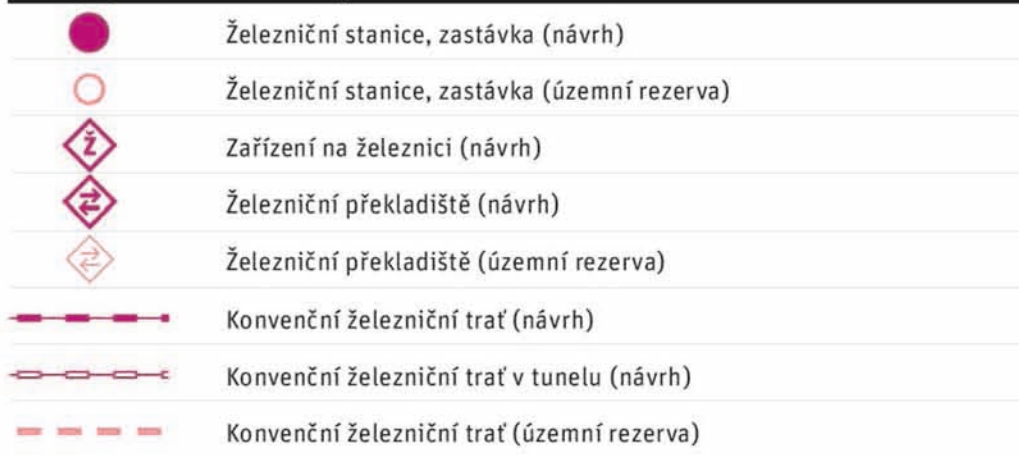 Železniční stanice, zastávka (návrh)
Železniční stanice, zastávka (územní rezerva)
ž Zařízení na železnici (návrh)
Železniční překladiště (návrh)
Železniční překladiště (územní rezerva)
Konvenční železniční trať (návrh)
Konvenční železniční trať v tunelu (návrh)
Konvenční železniční trať (územní rezerva)